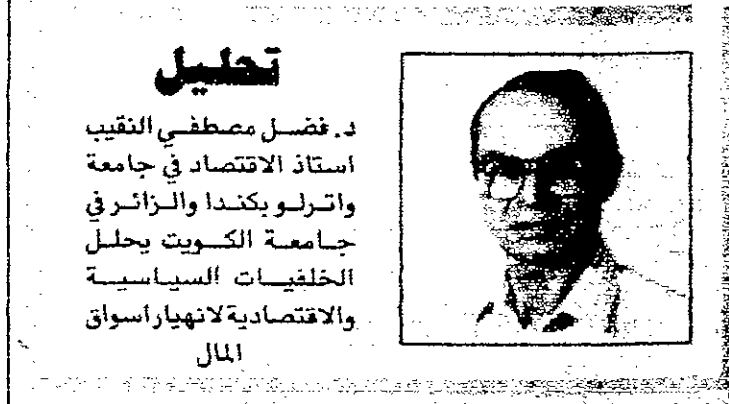 تحليل
د. فضل مصطفى النقيب
استاذ الاقتصاد في جامعة
واترلو بكندا والزائر في
جامعة الكويت يحلل
الخلفيات السياسية
والاقتصادية لانهيار اسواق
المال